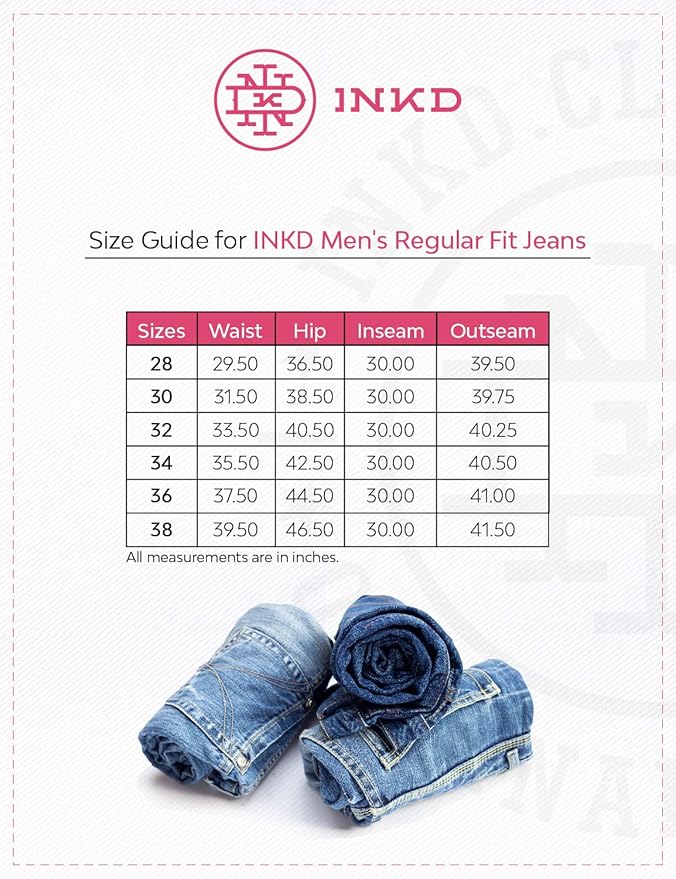 INKD
Size Guide for INKD Men's Regular Fit Jeans
Sizes Waist Hip Inseam Outseam
28 29.50 36.50 30.00 39.50
30 31.50 38.50 30.00 39.75
32 33.50 40.50 30.00 40.25
34 35.50 42.50 30.00 40.50
36 37.50 44.50 30.00 41.00
38 39.50 46.50 30.00 41.50
All measurements are in inches.
INKD.CL